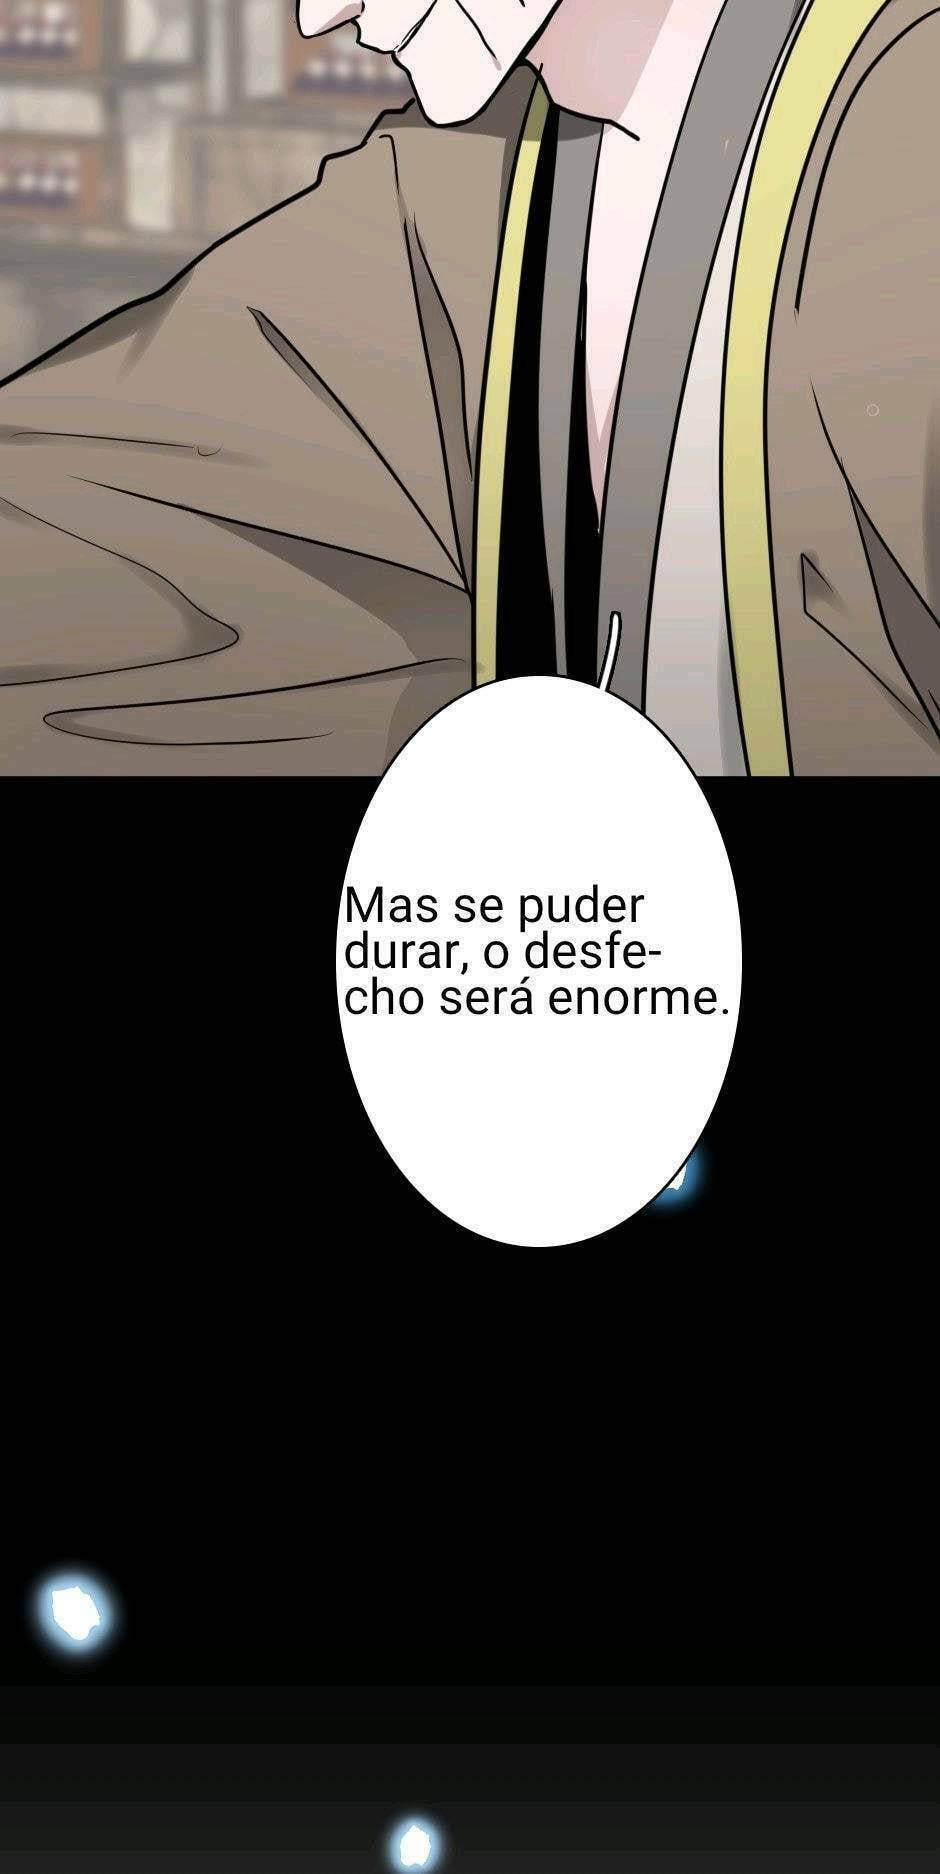 Mas se puder
durar, o desfe-
cho será enorme.